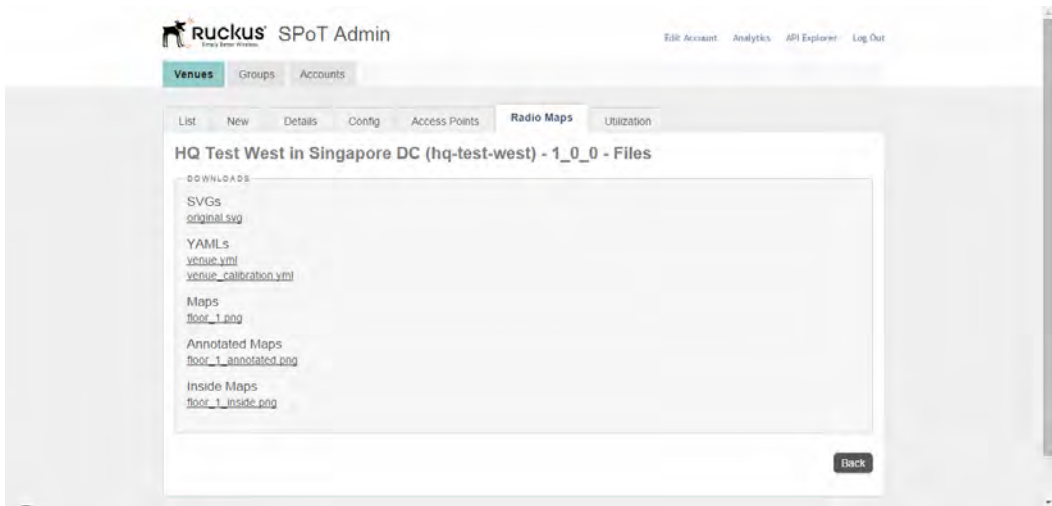 Ruckus SPoT Admin
Simply Better Wireless.
Edit Account Analytics API Explorer Log Out
Venues Groups Accounts
List New Details Config Access Points Radio Maps Utilization
HQ Test West in Singapore DC (hq-test-west) - 1_0_0 - Files
DOWNLOADS
SVGs
original.svg
YAMLs
venue.yml
venue_calibration.yml
Maps
floor_1.png
Annotated Maps
floor_1_annotated.png
Inside Maps
floor_1_inside.png
Back